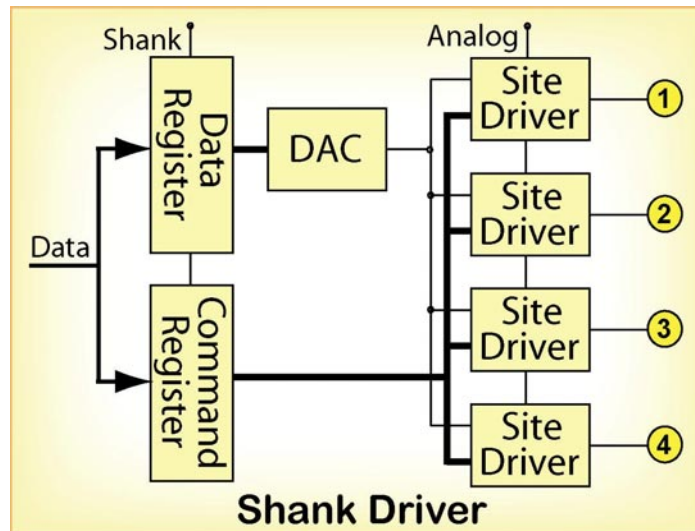 Shank
Analog
Data
Register
DAC
Site
Driver
1
Site
Driver
2
Data
Command
Register
Site
Driver
3
Site
Driver
4
Shank Driver